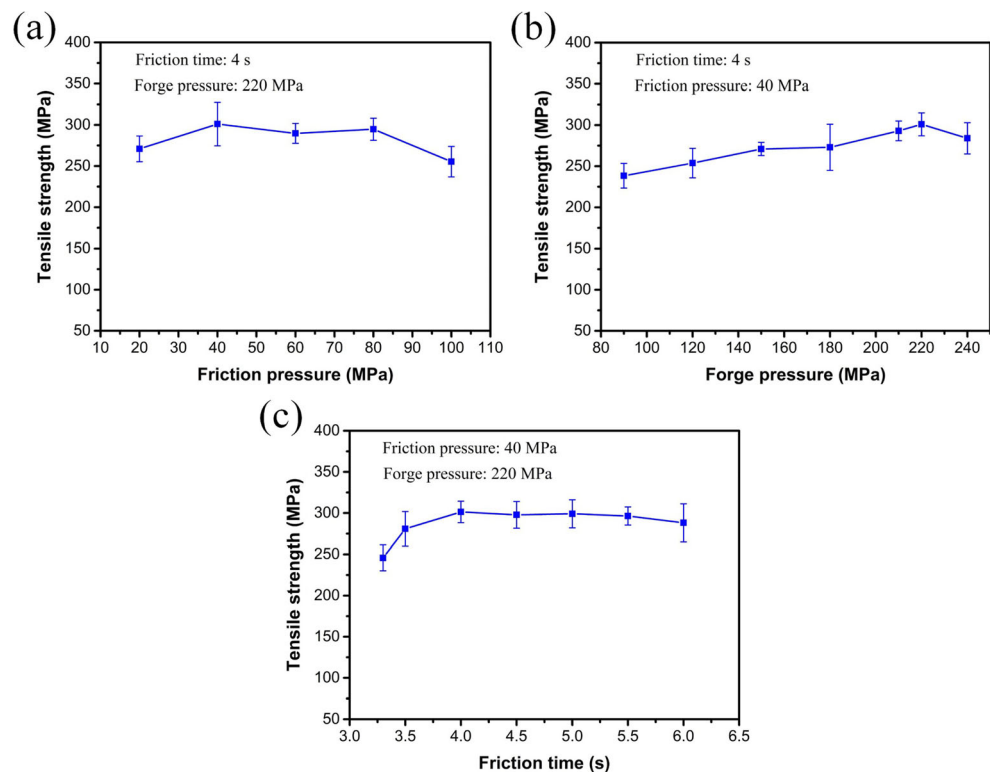 (a)
Friction time: 4 s
Forge pressure: 220 MPa
Tensile strength (MPa)
400
350
300
250
200
150
100
50
10 20 30 40 50 60 70 80 90 100 110
Friction pressure (MPa)
(b)
Friction time: 4 s
Friction pressure: 40 MPa
Tensile strength (MPa)
400
350
300
250
200
150
100
50
80 100 120 140 160 180 200 220 240
Forge pressure (MPa)
(c)
Friction pressure: 40 MPa
Forge pressure: 220 MPa
Tensile strength (MPa)
400
350
300
250
200
150
100
50
3.0 3.5 4.0 4.5 5.0 5.5 6.0 6.5
Friction time (s)